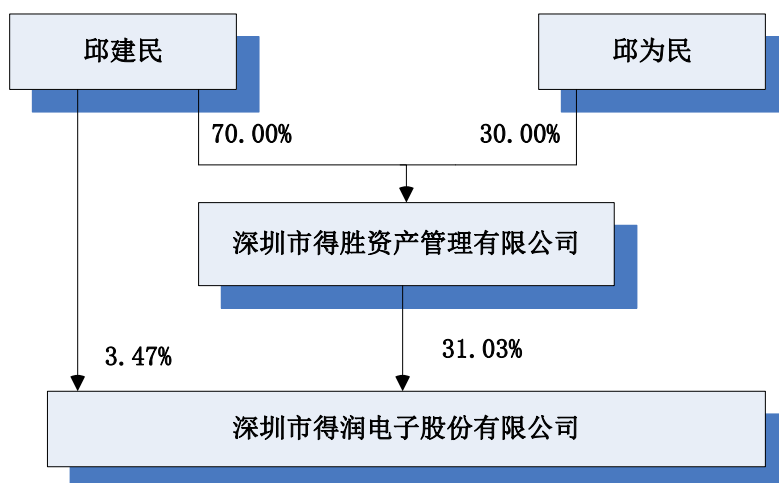 邱建民
邱为民
70.00%
30.00%
深圳市得胜资产管理有限公司
3.47%
31.03%
深圳市得润电子股份有限公司